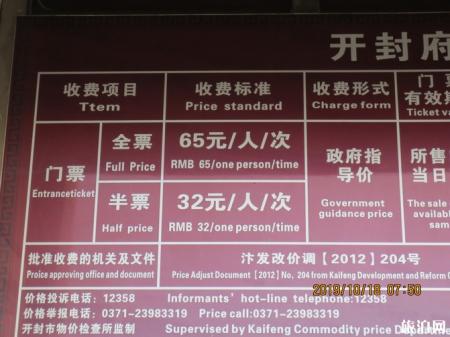 开封府
收费项目 收费标准 收费形式 门票
Ttem Price standard Charge form 有效期
Ticket va
门票
Entranceticket
全票
Full Price
65元/人/次
RMB 65/one person/time
半票
Half price
32元/人/次
RMB 32/one person/time
政府指
导价
Government
guidance price
所售
当日
The sale
available
sam
批准收费的机关及文件 汴发改价调【2012】204号
Proice approving office and document Price Adjust Document【2012】No, 204 from Kaifeng Development and Reform C
价格投诉电话：12358 Informants' hot-line telephone:12358
价格举报电话：0371-23983319 Price call:0371-23983319
开封市物价检查所监制 Supervised by Kaifeng Commodity price Department
2019/10/18 07:50
旅泊网